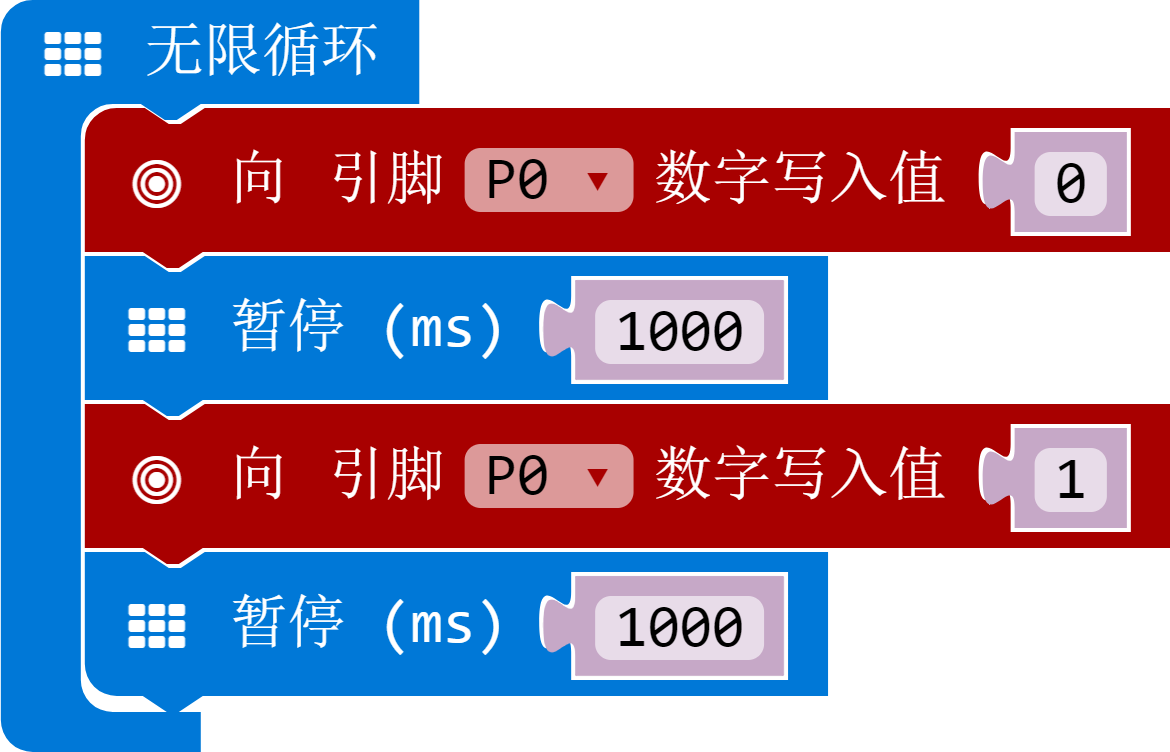 无限循环
向 引脚 P0 数字写入值 0
暂停 (ms) 1000
向 引脚 P0 数字写入值 1
暂停 (ms) 1000